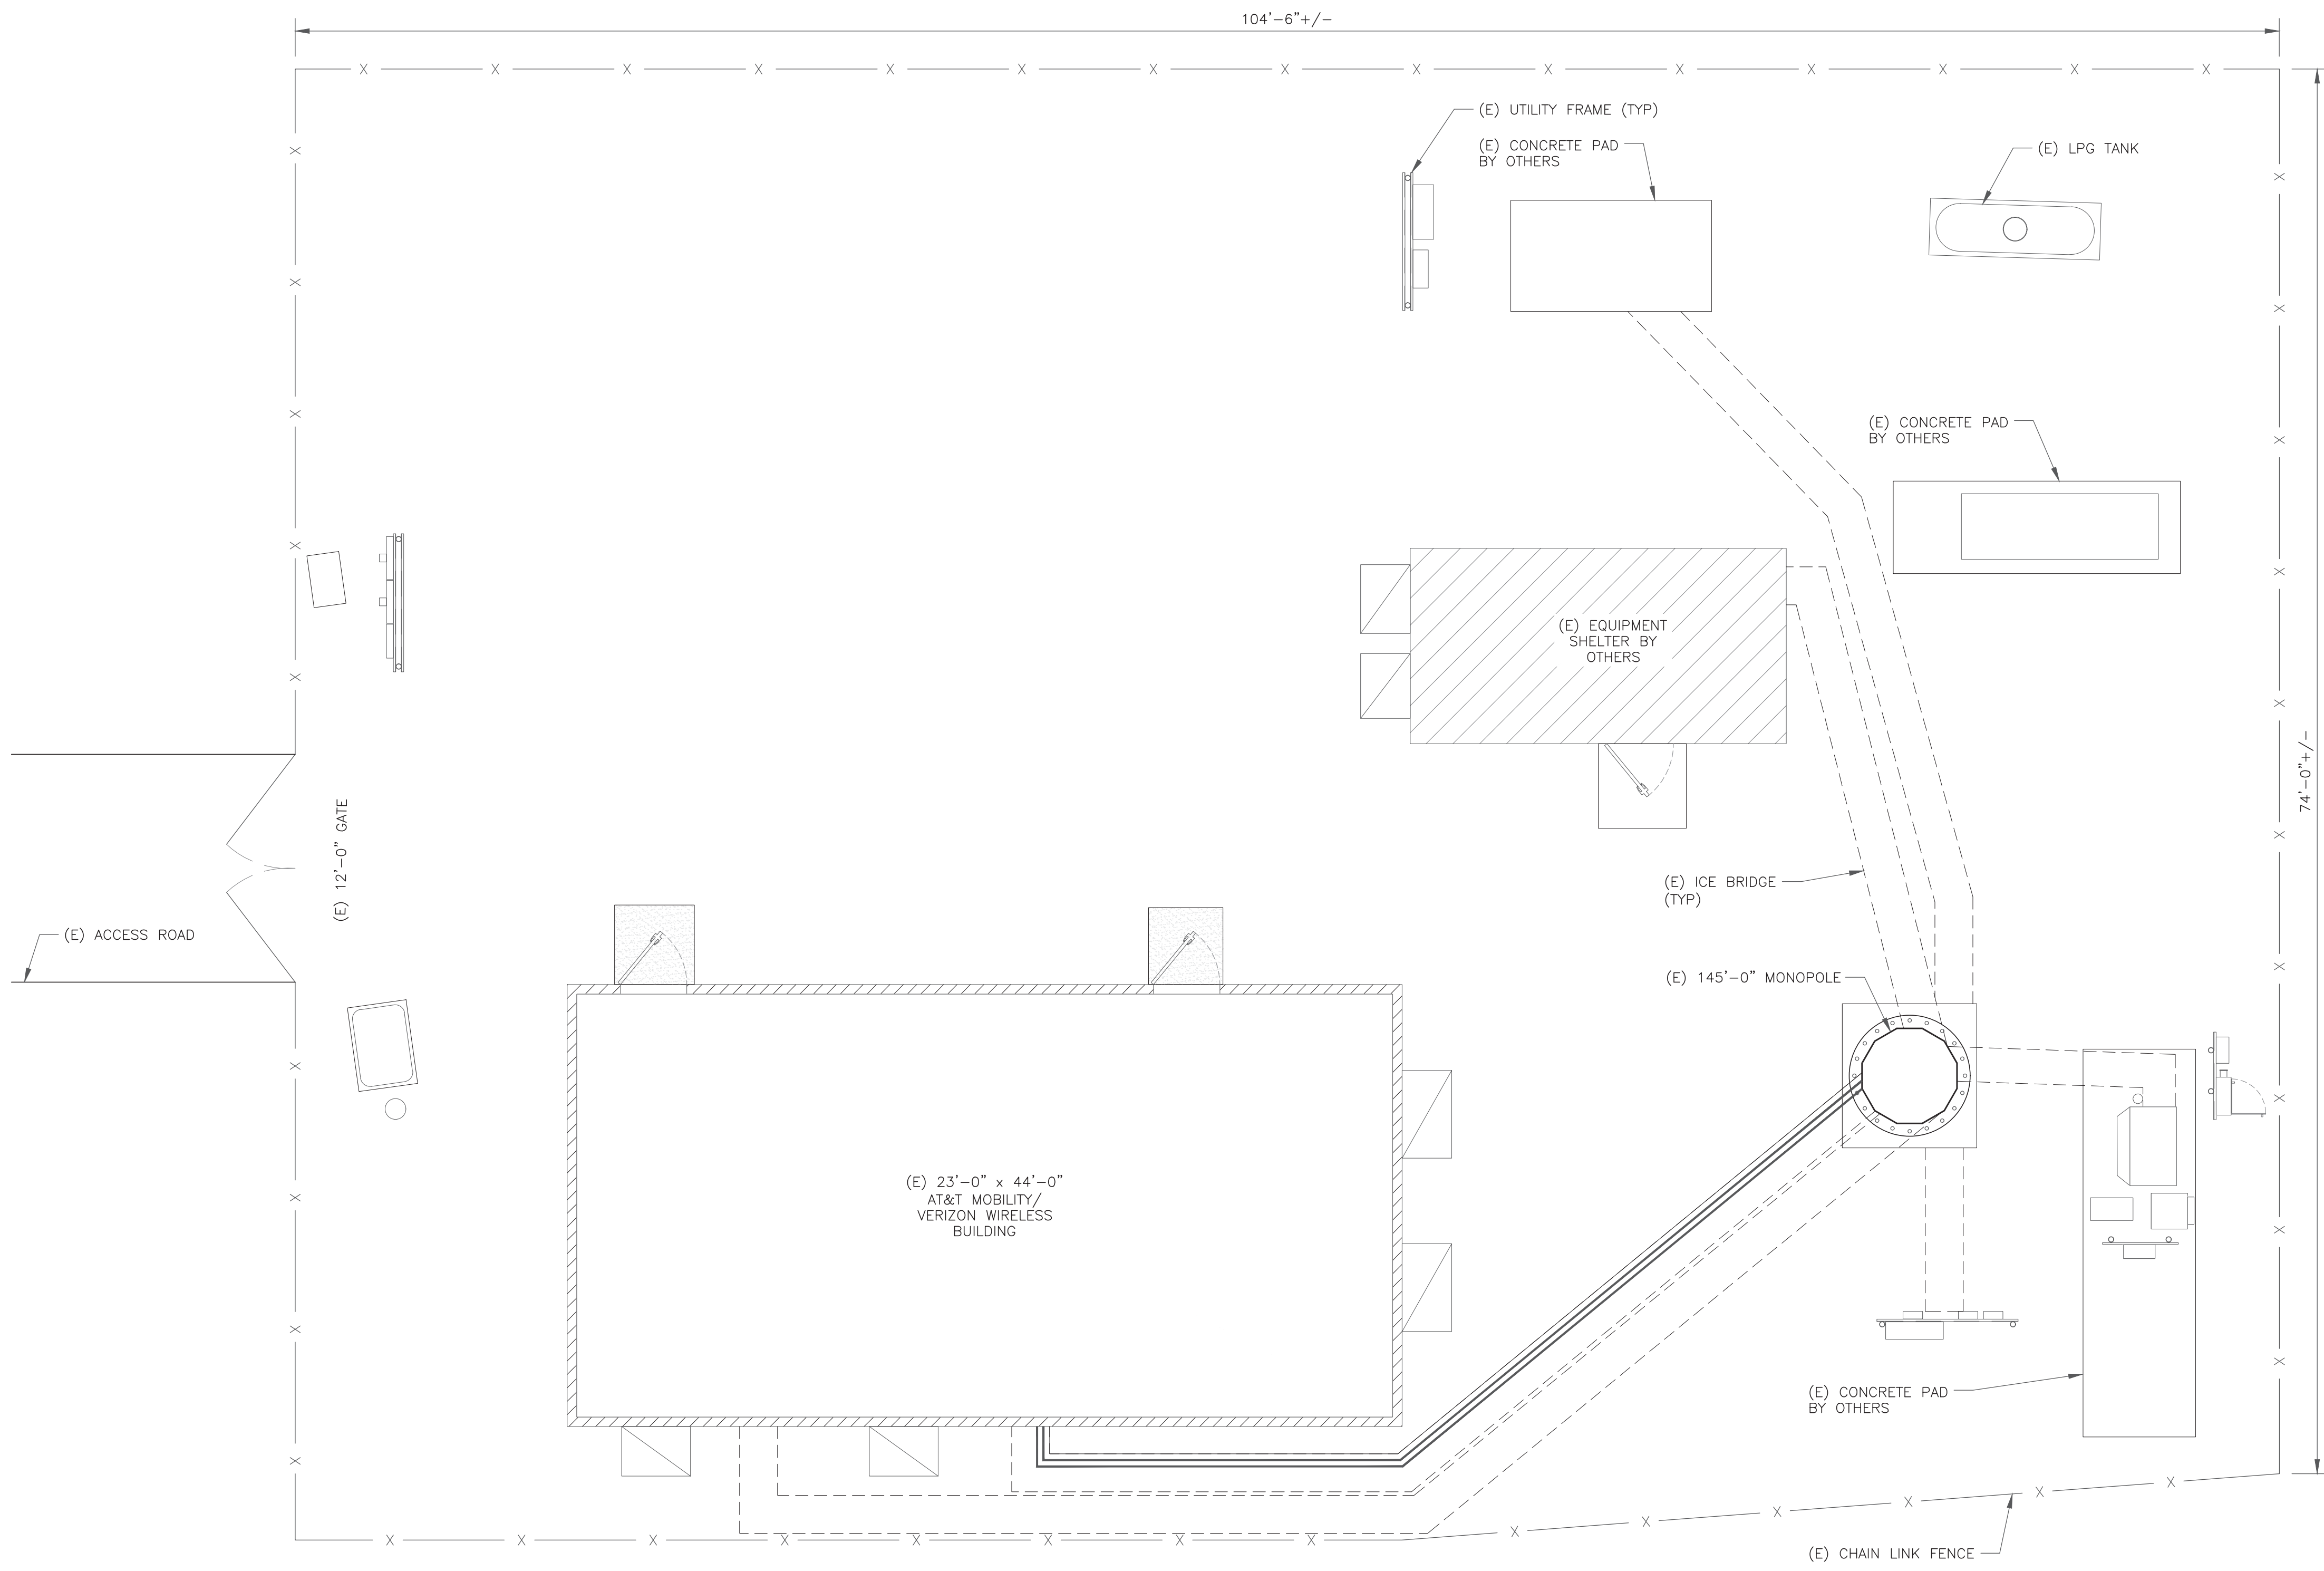 104'-6"+/-
(E) UTILITY FRAME (TYP)
(E) CONCRETE PAD
BY OTHERS
(E) LPG TANK
(E) CONCRETE PAD
BY OTHERS
(E) EQUIPMENT
SHELTER BY
OTHERS
74'-0"+/-
(E) 12'-0" GATE
(E) ICE BRIDGE
(TYP)
(E) ACCESS ROAD
(E) 145'-0" MONOPOLE
(E) 23'-0" x 44'-0"
AT&T MOBILITY/
VERIZON WIRELESS
BUILDING
(E) CONCRETE PAD
BY OTHERS
(E) CHAIN LINK FENCE